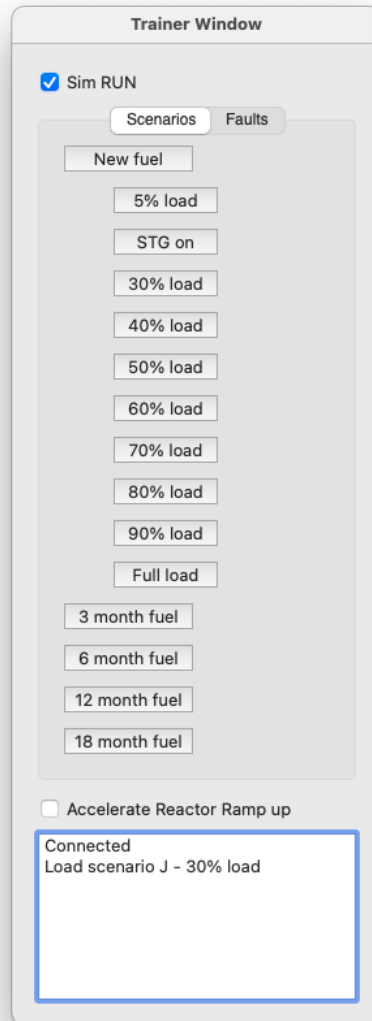 Trainer Window
Sim RUN
Scenarios Faults
New fuel
5% load
STG on
30% load
40% load
50% load
60% load
70% load
80% load
90% load
Full load
3 month fuel
6 month fuel
12 month fuel
18 month fuel
Accelerate Reactor Ramp up
Connected
Load scenario J - 30% load